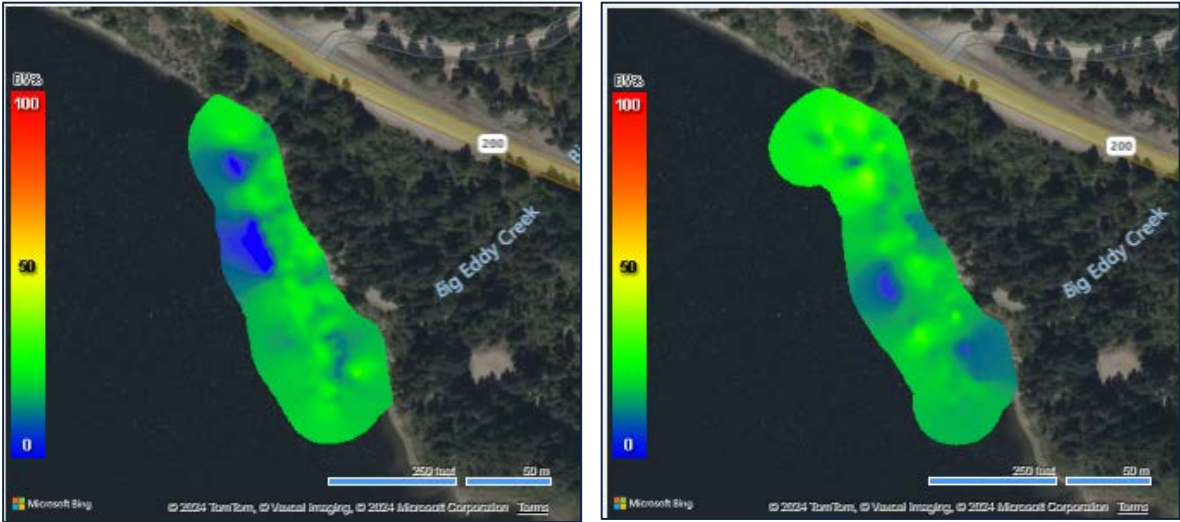 BV%
100
50
0
200
Bi
Big Eddy Creek
250 feet
50 m
Microsoft Bing
© 2024 TomTom, © Vexcel Imaging, © 2024 Microsoft Corporation Terms
BV%
100
50
0
200
Big Eddy Creek
250 feet
50 m
Microsoft Bing
© 2024 TomTom, © Vexcel Imaging, © 2024 Microsoft Corporation Terms